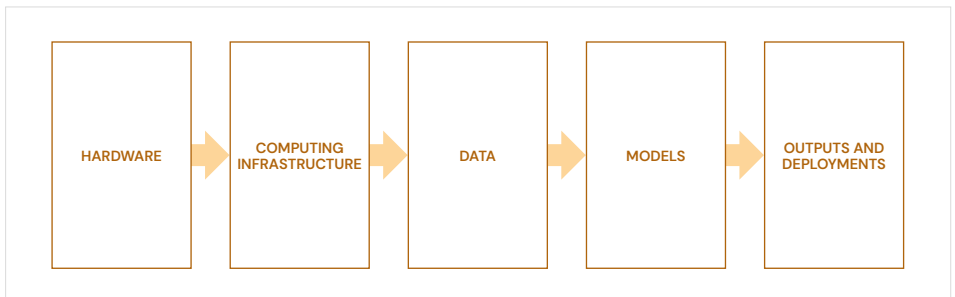 HARDWARE
COMPUTING
INFRASTRUCTURE
DATA
MODELS
OUTPUTS AND
DEPLOYMENTS